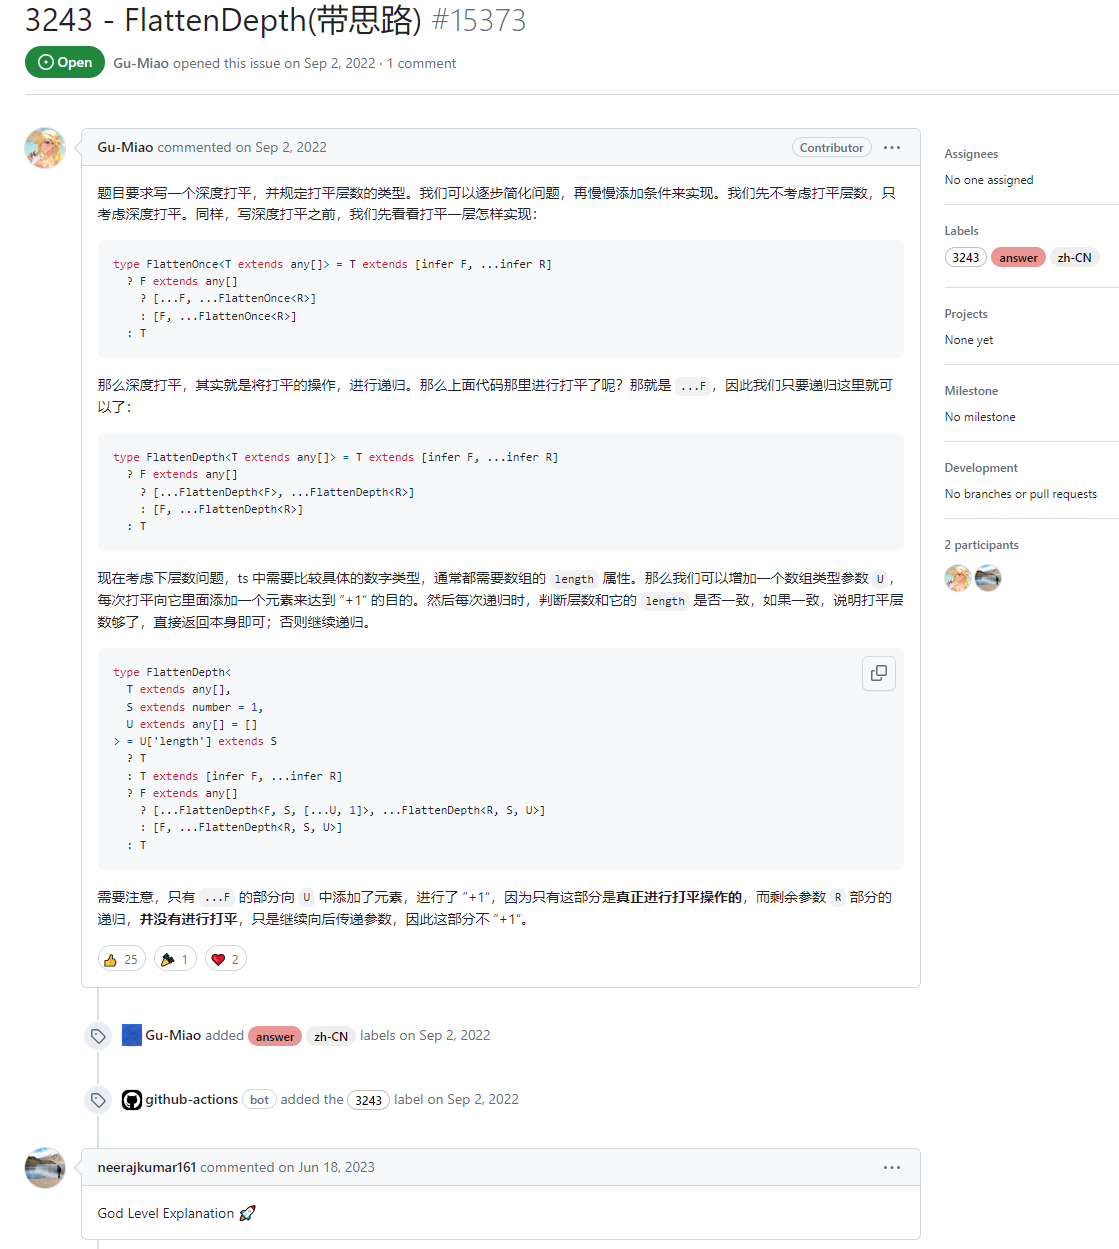 3243 - FlattenDepth(带思路) #15373
Open Gu-Miao opened this issue on Sep 2, 2022 · 1 comment
Gu-Miao commented on Sep 2, 2022 Contributor ...
题目要求写一个深度打平，并规定打平层数的类型。我们可以逐步简化问题，再慢慢添加条件来实现。我们先不考虑打平层数，只
考虑深度打平。同样，写深度打平之前，我们先看看打平一层怎样实现：
type FlattenOnce<T extends any[]> = T extends [infer F, ...infer R]
  ? F extends any[]
    ? [...F, ...FlattenOnce<R>]
    : [F, ...FlattenOnce<R>]
  : T
那么深度打平，其实就是将打平的操作，进行递归。那么上面代码那里进行打平了呢？那就是 ...F ，因此我们只要递归这里就可
以了：
type FlattenDepth<T extends any[]> = T extends [infer F, ...infer R]
  ? F extends any[]
    ? [...FlattenDepth<F>, ...FlattenDepth<R>]
    : [F, ...FlattenDepth<R>]
  : T
现在考虑下层数问题，ts 中需要比较具体的数字类型，通常都需要数组的 length 属性。那么我们可以增加一个数组类型参数 U ，
每次打平向它里面添加一个元素来达到 ”+1“ 的目的。然后每次递归时，判断层数和它的 length 是否一致，如果一致，说明打平层
数够了，直接返回本身即可；否则继续递归。
type FlattenDepth<
  T extends any[],
  S extends number = 1,
  U extends any[] = []
> = U['length'] extends S
  ? T
  : T extends [infer F, ...infer R]
  ? F extends any[]
    ? [...FlattenDepth<F, S, [...U, 1]>, ...FlattenDepth<R, S, U>]
    : [F, ...FlattenDepth<R, S, U>]
  : T
需要注意，只有 ...F 的部分向 U 中添加了元素，进行了 ”+1“，因为只有这部分是真正进行打平操作的，而剩余参数 R 部分的
递归，并没有进行打平，只是继续向后传递参数，因此这部分不 ”+1“。
25 1 2
Gu-Miao added answer zh-CN labels on Sep 2, 2022
github-actions bot added the 3243 label on Sep 2, 2022
neerajkumar161 commented on Jun 18, 2023 ...
God Level Explanation 🚀
Assignees
No one assigned
Labels
3243 answer zh-CN
Projects
None yet
Milestone
No milestone
Development
No branches or pull requests
2 participants